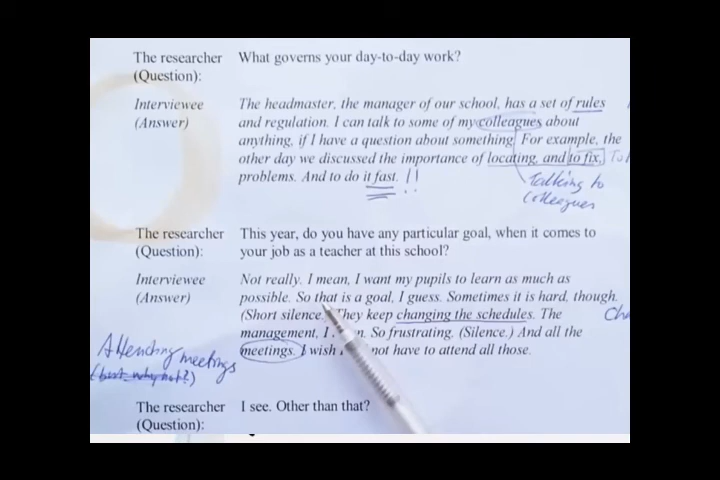 The researcher What governs your day-to-day work?
(Question):
Interviewee The headmaster, the manager of our school, has a set of rules
(Answer) and regulation. I can talk to some of my colleagues about
anything, if I have a question about something. For example, the
other day we discussed the importance of locating, and to fix,
problems. And to do it fast. !!
Talking to
Colleagues
The researcher This year, do you have any particular goal, when it comes to
(Question): your job as a teacher at this school?
Interviewee Not really. I mean, I want my pupils to learn as much as
(Answer) possible. So that is a goal, I guess. Sometimes it is hard, though.
(Short silence.) They keep changing the schedules. The
management, I So frustrating. (Silence.) And all the
meetings. I wish not have to attend all those.
Attending meetings
The researcher I see. Other than that?
(Question):